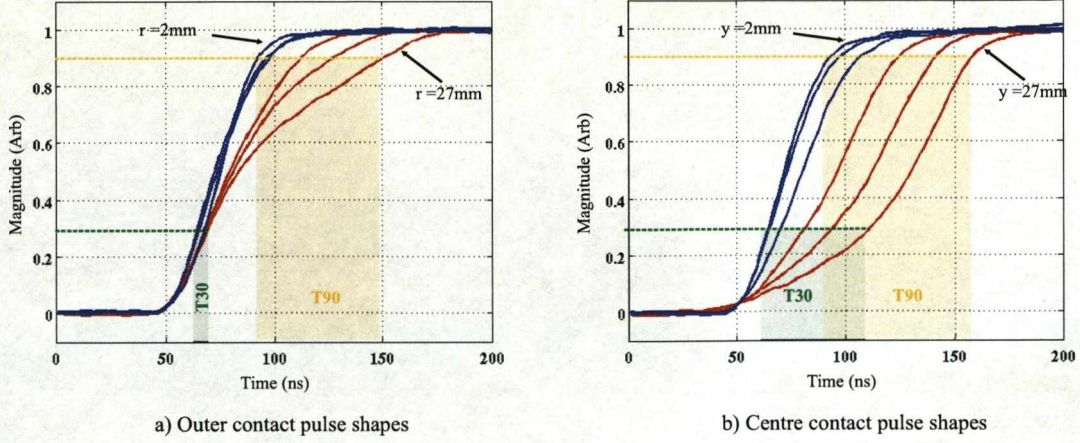 r =2mm
r =27mm
T30
T90
Magnitude (Arb)
1
0.8
0.6
0.4
0.2
0
0
50
100
150
200
Time (ns)
a) Outer contact pulse shapes
y =2mm
y =27mm
T30
T90
Magnitude (Arb)
1
0.8
0.6
0.4
0.2
0
0
50
100
150
200
Time (ns)
b) Centre contact pulse shapes